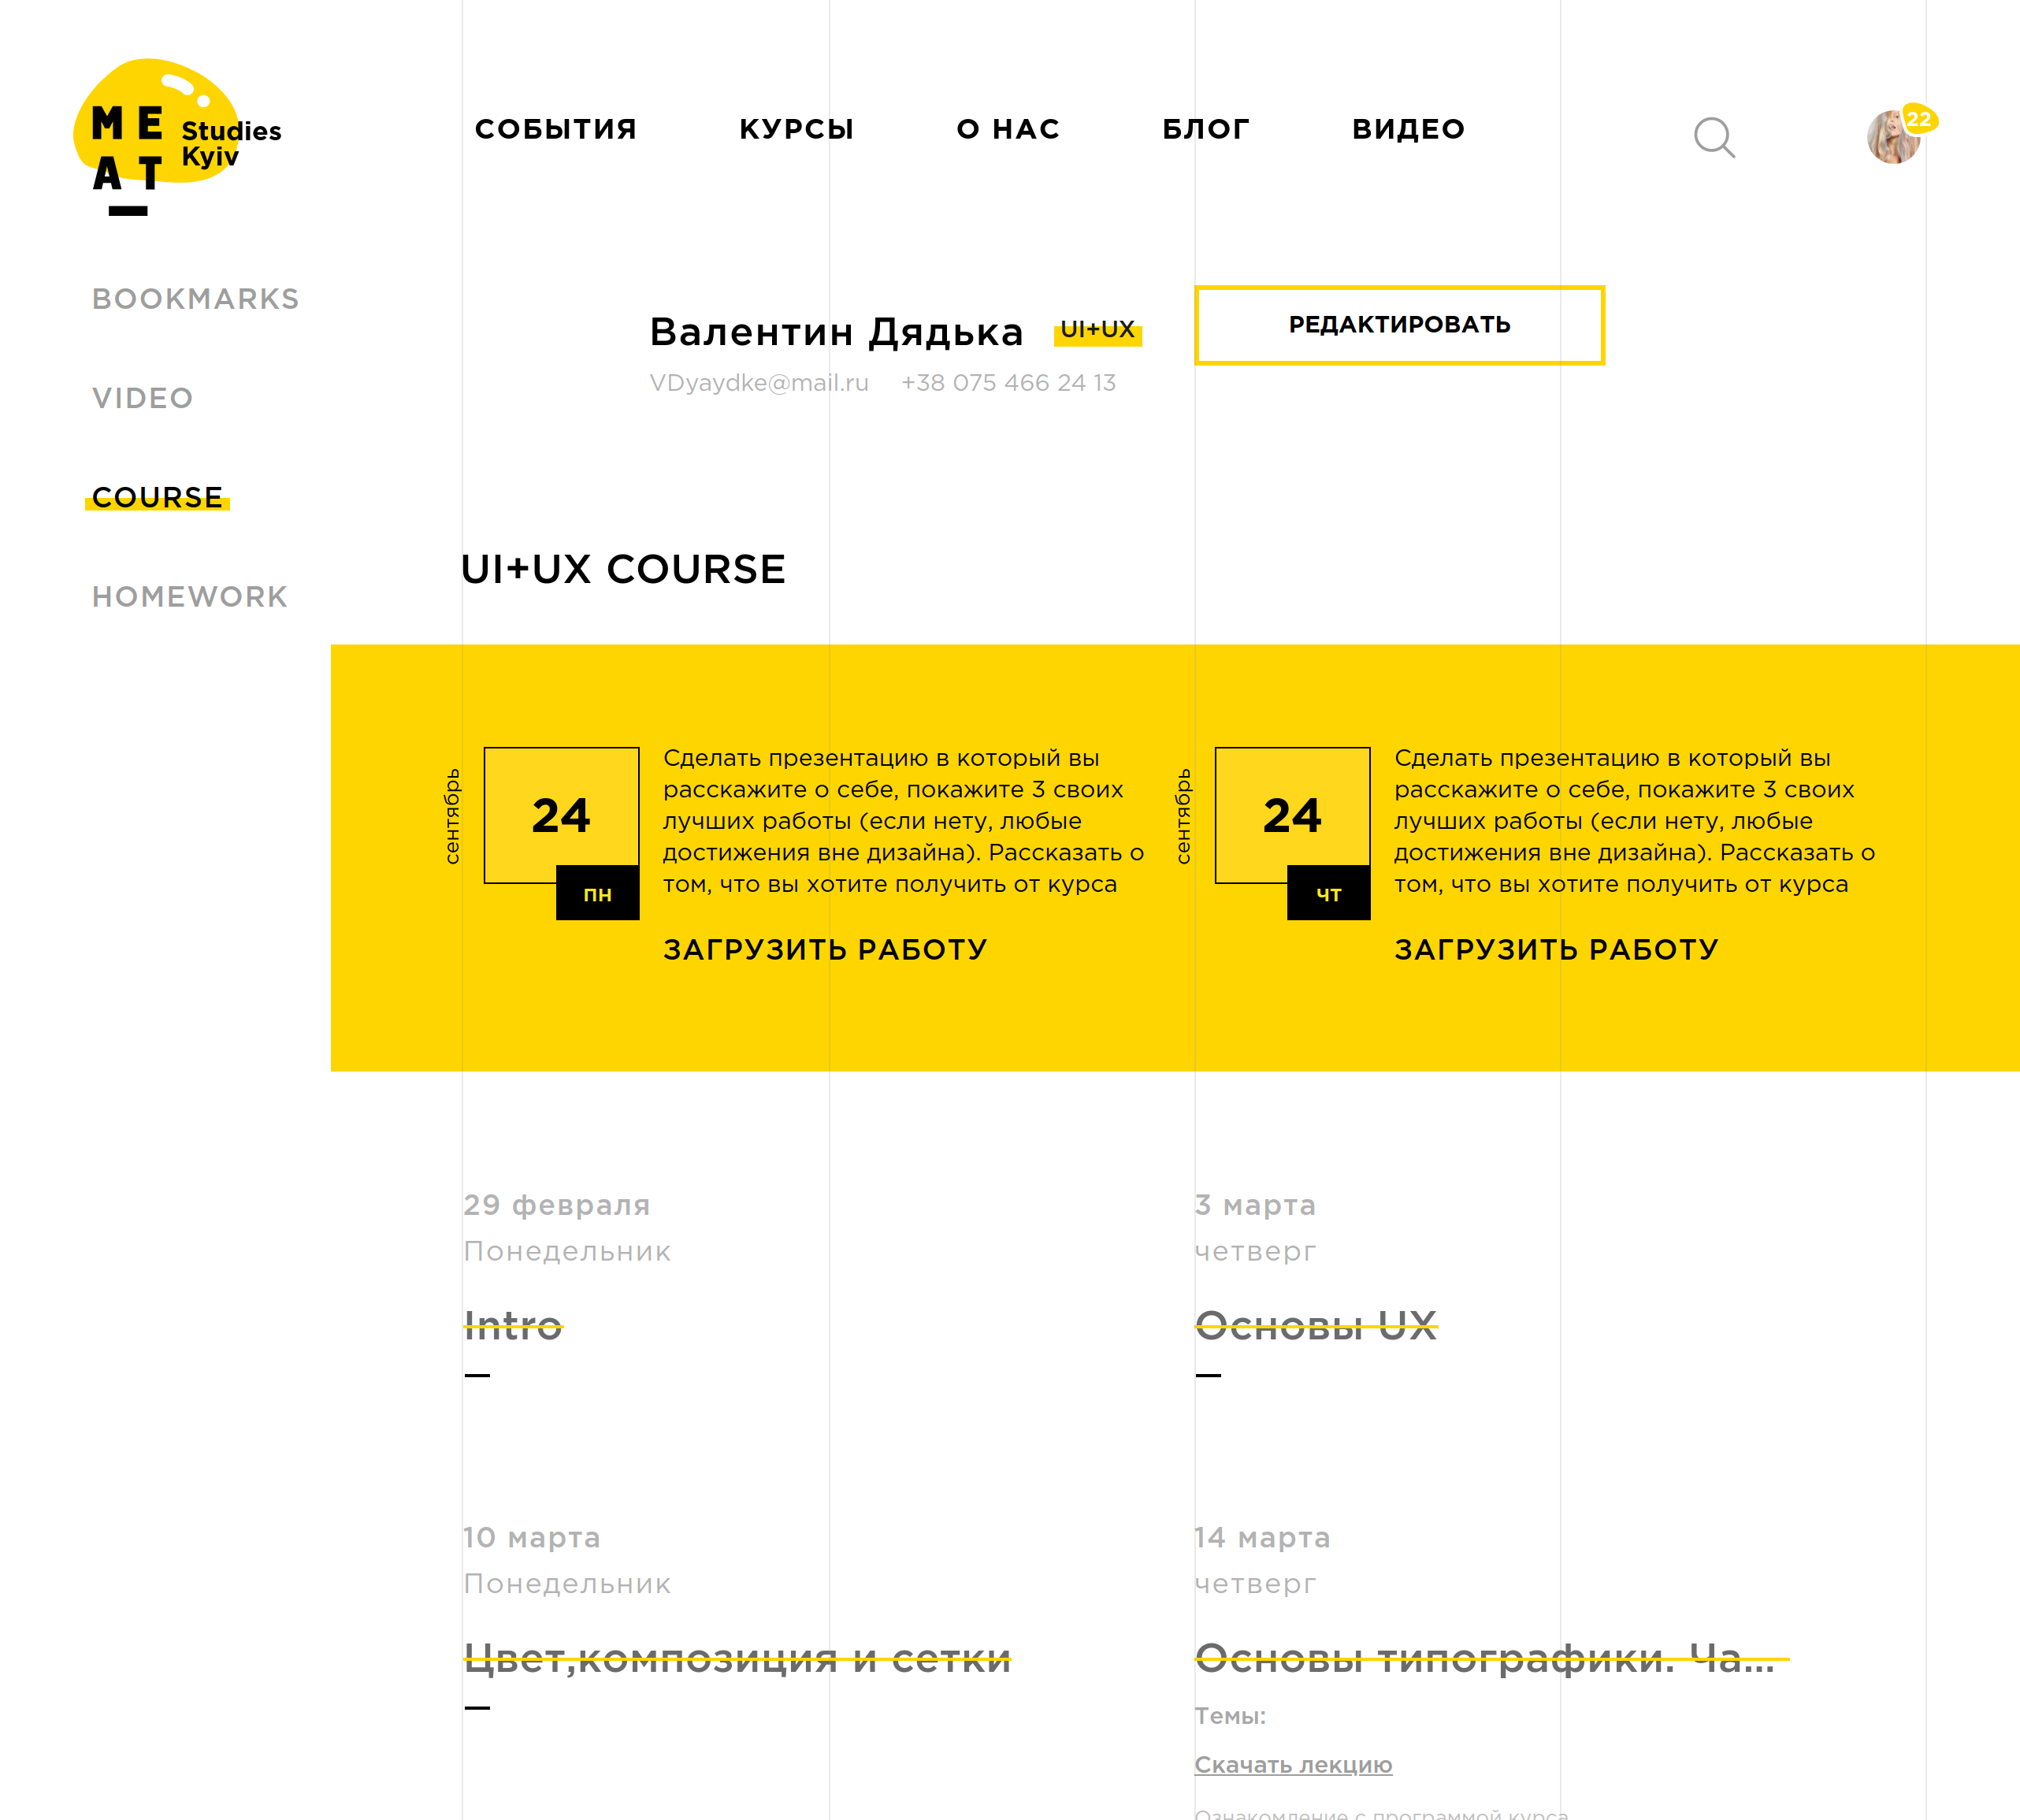 ME
AT
Studies
Kyiv
СОБЫТИЯ
КУРСЫ
О НАС
БЛОГ
ВИДЕО
22
BOOKMARKS
VIDEO
COURSE
HOMEWORK
Валентин Дядька
UI+UX
VDyaydke@mail.ru
+38 075 466 24 13
РЕДАКТИРОВАТЬ
UI+UX COURSE
сентябрь
24
ПН
Сделать презентацию в который вы
расскажите о себе, покажите 3 своих
лучших работы (если нету, любые
достижения вне дизайна). Рассказать о
том, что вы хотите получить от курса
ЗАГРУЗИТЬ РАБОТУ
сентябрь
24
ЧТ
Сделать презентацию в который вы
расскажите о себе, покажите 3 своих
лучших работы (если нету, любые
достижения вне дизайна). Рассказать о
том, что вы хотите получить от курса
ЗАГРУЗИТЬ РАБОТУ
29 февраля
Понедельник
Intro
3 марта
четверг
Основы UX
10 марта
Понедельник
Цвет,композиция и сетки
14 марта
четверг
Основы типографики. Ча...
Темы:
Скачать лекцию
Ознакомление с программой курса